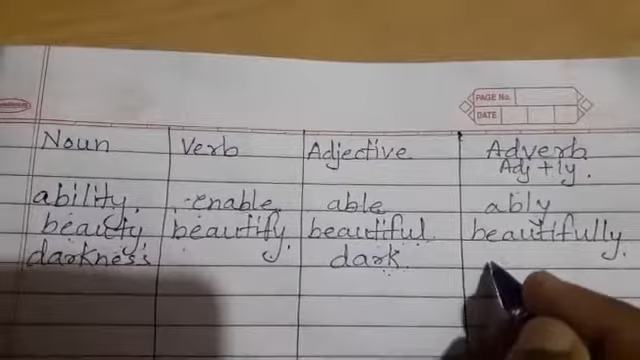 PAGE No.
DATE
Noun Verb Adjective Adverb
Adj + ly.
ability. enable able ably
beauty beautify. beautiful beautifully.
darkness dark